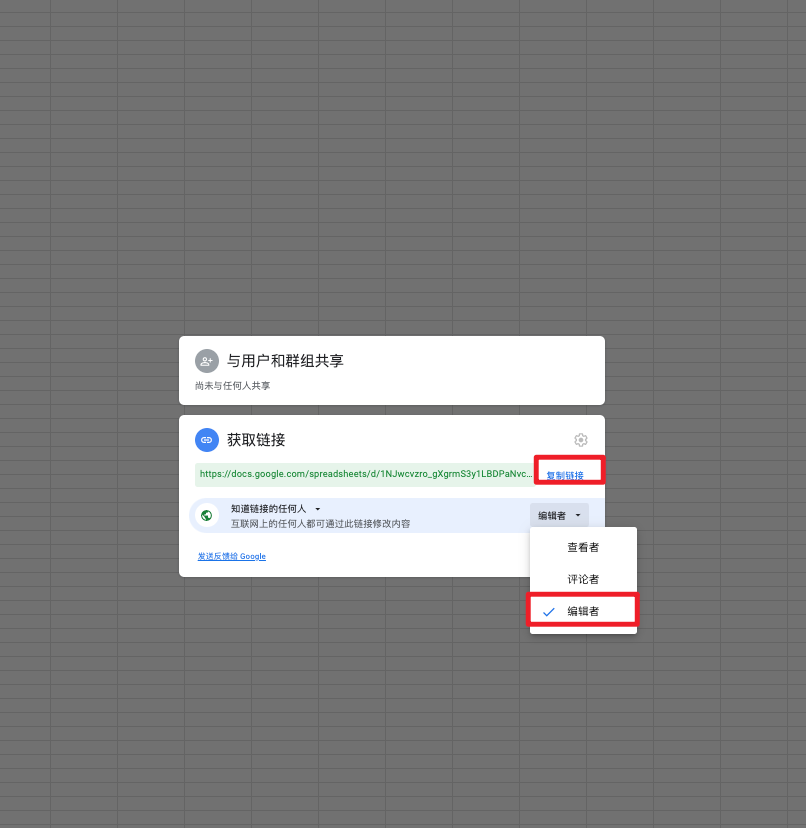 与用户和群组共享
尚未与任何人共享
获取链接
https://docs.google.com/spreadsheets/d/1NJwcvzro_gXgrmS3y1LBDPaNvc...
复制链接
知道链接的任何人
互联网上的任何人都可通过此链接修改内容
编辑者
发送反馈给 Google
查看者
评论者
编辑者